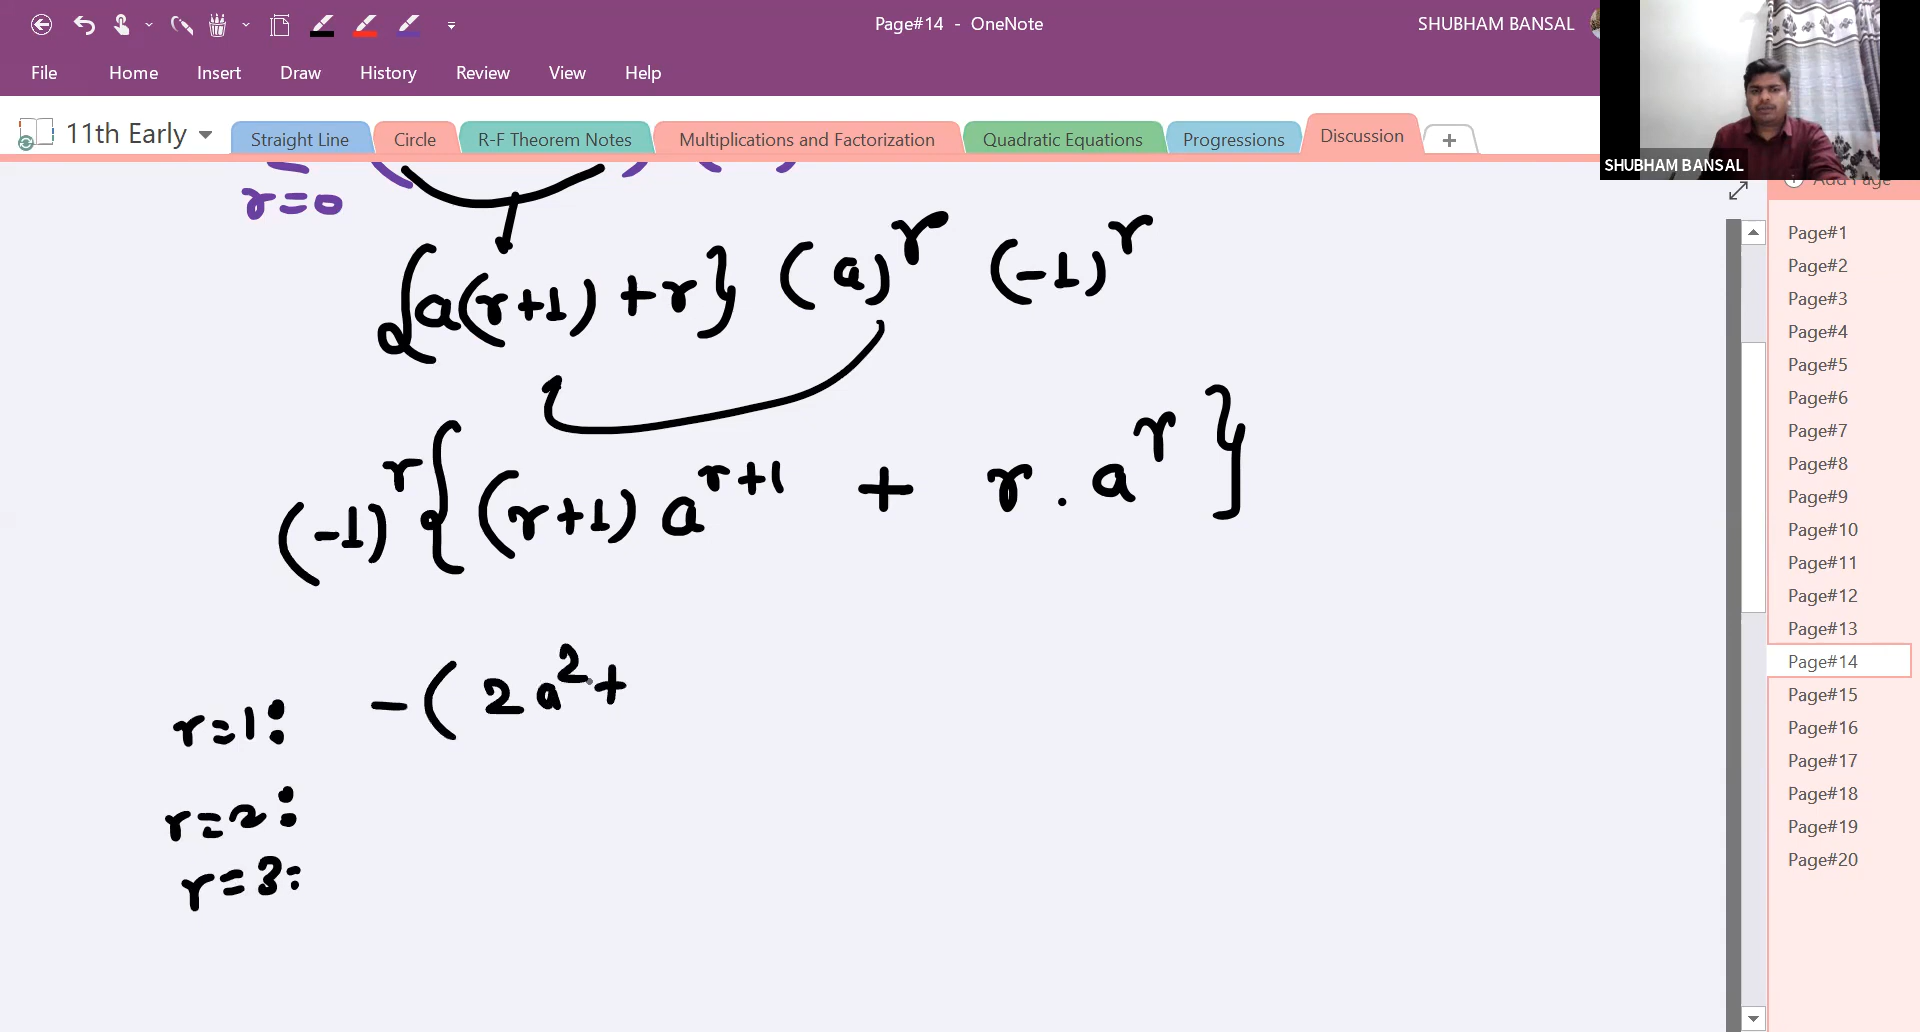 Page#14 - OneNote
SHUBHAM BANSAL
File Home Insert Draw History Review View Help
11th Early
Straight Line
Circle
R-F Theorem Notes
Multiplications and Factorization
Quadratic Equations
Progressions
Discussion
SHUBHAM BANSAL
Add Page
r=0
{a(r+1)+r} (a)^r (-1)^r
(-1)^r {(r+1) a^{r+1} + r . a^r}
r=1: -( 2a^2+
r=2:
r=3:
Page#1
Page#2
Page#3
Page#4
Page#5
Page#6
Page#7
Page#8
Page#9
Page#10
Page#11
Page#12
Page#13
Page#14
Page#15
Page#16
Page#17
Page#18
Page#19
Page#20